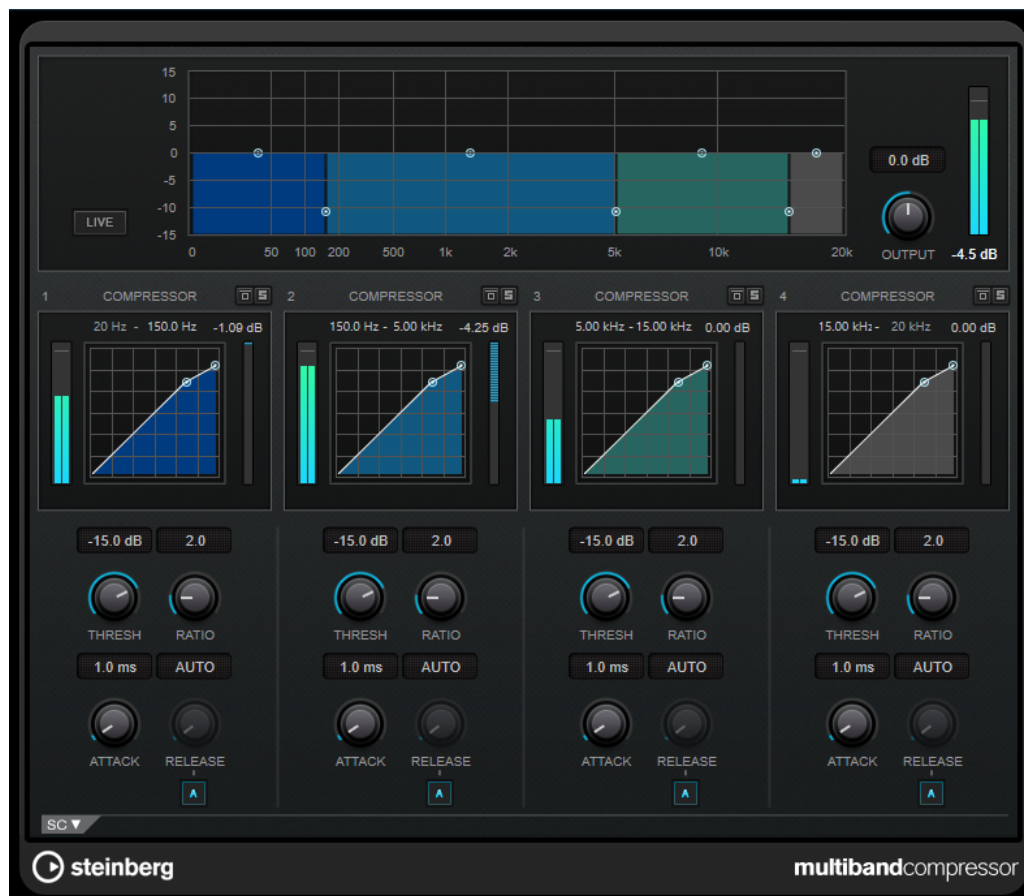 15
10
5
0
-5
-10
-15
0.0 dB
LIVE
0 50 100 200 500 1k 2k 5k 10k 20k
OUTPUT -4.5 dB
1 COMPRESSOR S 2 COMPRESSOR S 3 COMPRESSOR S 4 COMPRESSOR S
20 Hz - 150.0 Hz -1.09 dB 150.0 Hz - 5.00 kHz -4.25 dB 5.00 kHz - 15.00 kHz 0.00 dB 15.00 kHz - 20 kHz 0.00 dB
-15.0 dB 2.0 -15.0 dB 2.0 -15.0 dB 2.0 -15.0 dB 2.0
THRESH RATIO THRESH RATIO THRESH RATIO THRESH RATIO
1.0 ms AUTO 1.0 ms AUTO 1.0 ms AUTO 1.0 ms AUTO
ATTACK RELEASE ATTACK RELEASE ATTACK RELEASE ATTACK RELEASE
A A A A
SC ▼
steinberg multibandcompressor